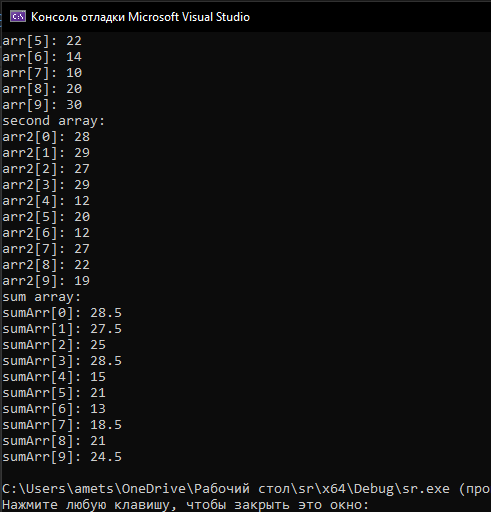 C:\ Консоль отладки Microsoft Visual Studio
arr[5]: 22
arr[6]: 14
arr[7]: 10
arr[8]: 20
arr[9]: 30
second array:
arr2[0]: 28
arr2[1]: 29
arr2[2]: 27
arr2[3]: 29
arr2[4]: 12
arr2[5]: 20
arr2[6]: 12
arr2[7]: 27
arr2[8]: 22
arr2[9]: 19
sum array:
sumArr[0]: 28.5
sumArr[1]: 27.5
sumArr[2]: 25
sumArr[3]: 28.5
sumArr[4]: 15
sumArr[5]: 21
sumArr[6]: 13
sumArr[7]: 18.5
sumArr[8]: 21
sumArr[9]: 24.5
C:\Users\amets\OneDrive\Рабочий стол\sr\x64\Debug\sr.exe (про
Нажмите любую клавишу, чтобы закрыть это окно: